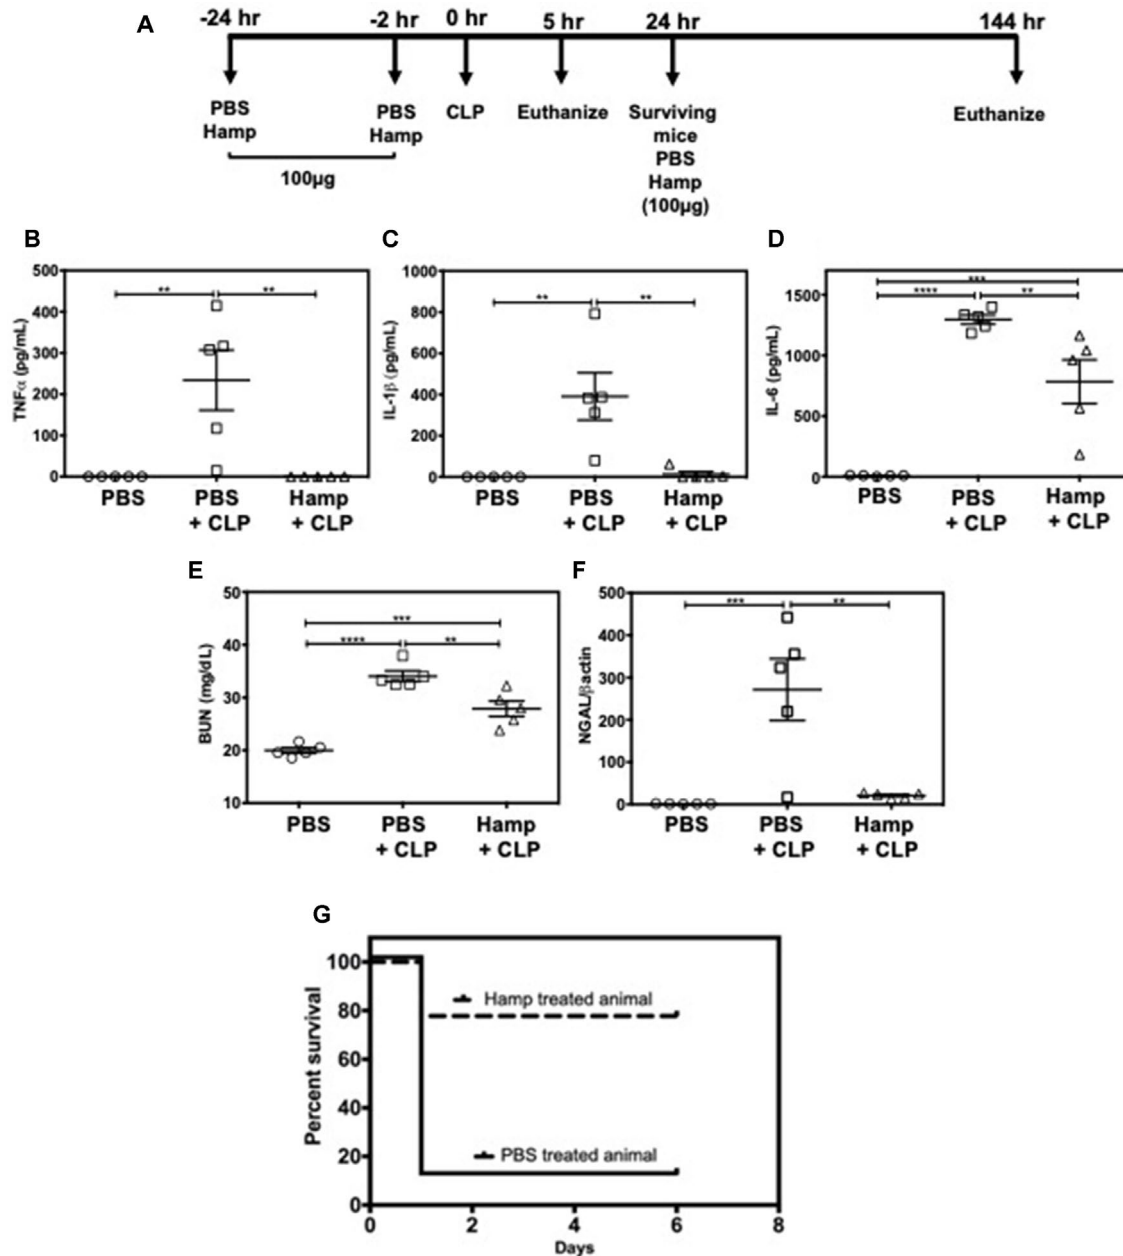 A
-24 hr -2 hr 0 hr 5 hr 24 hr 144 hr
PBS
Hamp
PBS
Hamp
CLP
Euthanize
Surviving
mice
PBS
Hamp
(100µg)
Euthanize
100µg
B
TNFα (pg/mL)
500
400
300
200
100
0
** **
PBS
PBS
+ CLP
Hamp
+ CLP
C
IL-1β (pg/mL)
1000
800
600
400
200
0
** **
PBS
PBS
+ CLP
Hamp
+ CLP
D
IL-6 (pg/mL)
1500
1000
500
0
***
**** **
PBS
PBS
+ CLP
Hamp
+ CLP
E
BUN (mg/dL)
50
40
30
20
10
***
**** **
PBS
PBS
+ CLP
Hamp
+ CLP
F
NGAL/βactin
500
400
300
200
100
0
*** **
PBS
PBS
+ CLP
Hamp
+ CLP
G
Percent survival
100
80
60
40
20
0
Hamp treated animal
PBS treated animal
0 2 4 6 8
Days